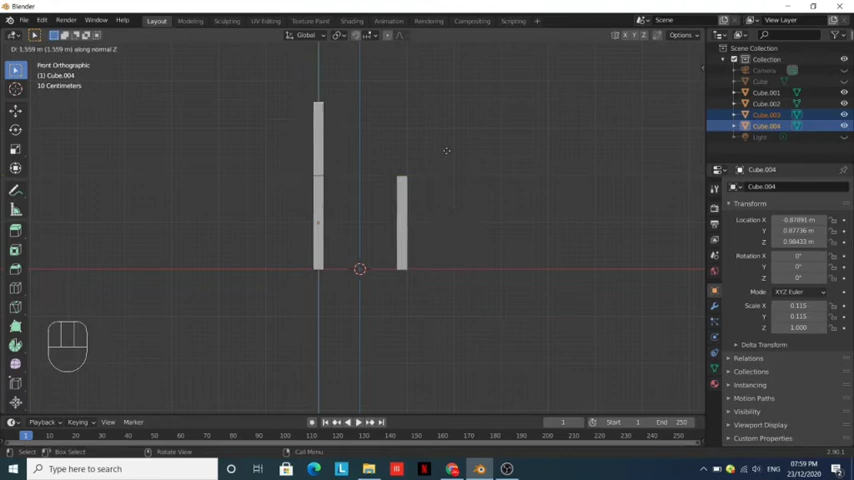 Blender
File Edit Render Window Help Layout Modeling Sculpting UV Editing Texture Paint Shading Animation Rendering Compositing Scripting Scene View Layer
Global X Y Z Options
D: 1.559 m (1.559 m) along normal Z
Front Orthographic
(1) Cube.004
10 Centimeters
Scene Collection
Collection
Camera
Cube
Cube.001
Cube.002
Cube.003
Cube.004
Light
Cube.004
Cube.004
Transform
Location X -0.87891 m
Y 0.87736 m
Z 0.98433 m
Rotation X 0°
Y 0°
Z 0°
Mode XYZ Euler
Scale X 0.115
Y 0.115
Z 1.000
Delta Transform
Relations
Collections
Instancing
Motion Paths
Visibility
Viewport Display
Custom Properties
Playback Keying View Marker 1 Start 1 End 250
1 10 20 30 40 50 60 70 80 90 100 110 120 130 140 150 160 170 180 190 200 210 220 230 240 250
Select Box Select Rotate View Call Menu 2.90.1
Type here to search
ENG
07:59 PM
23/12/2020